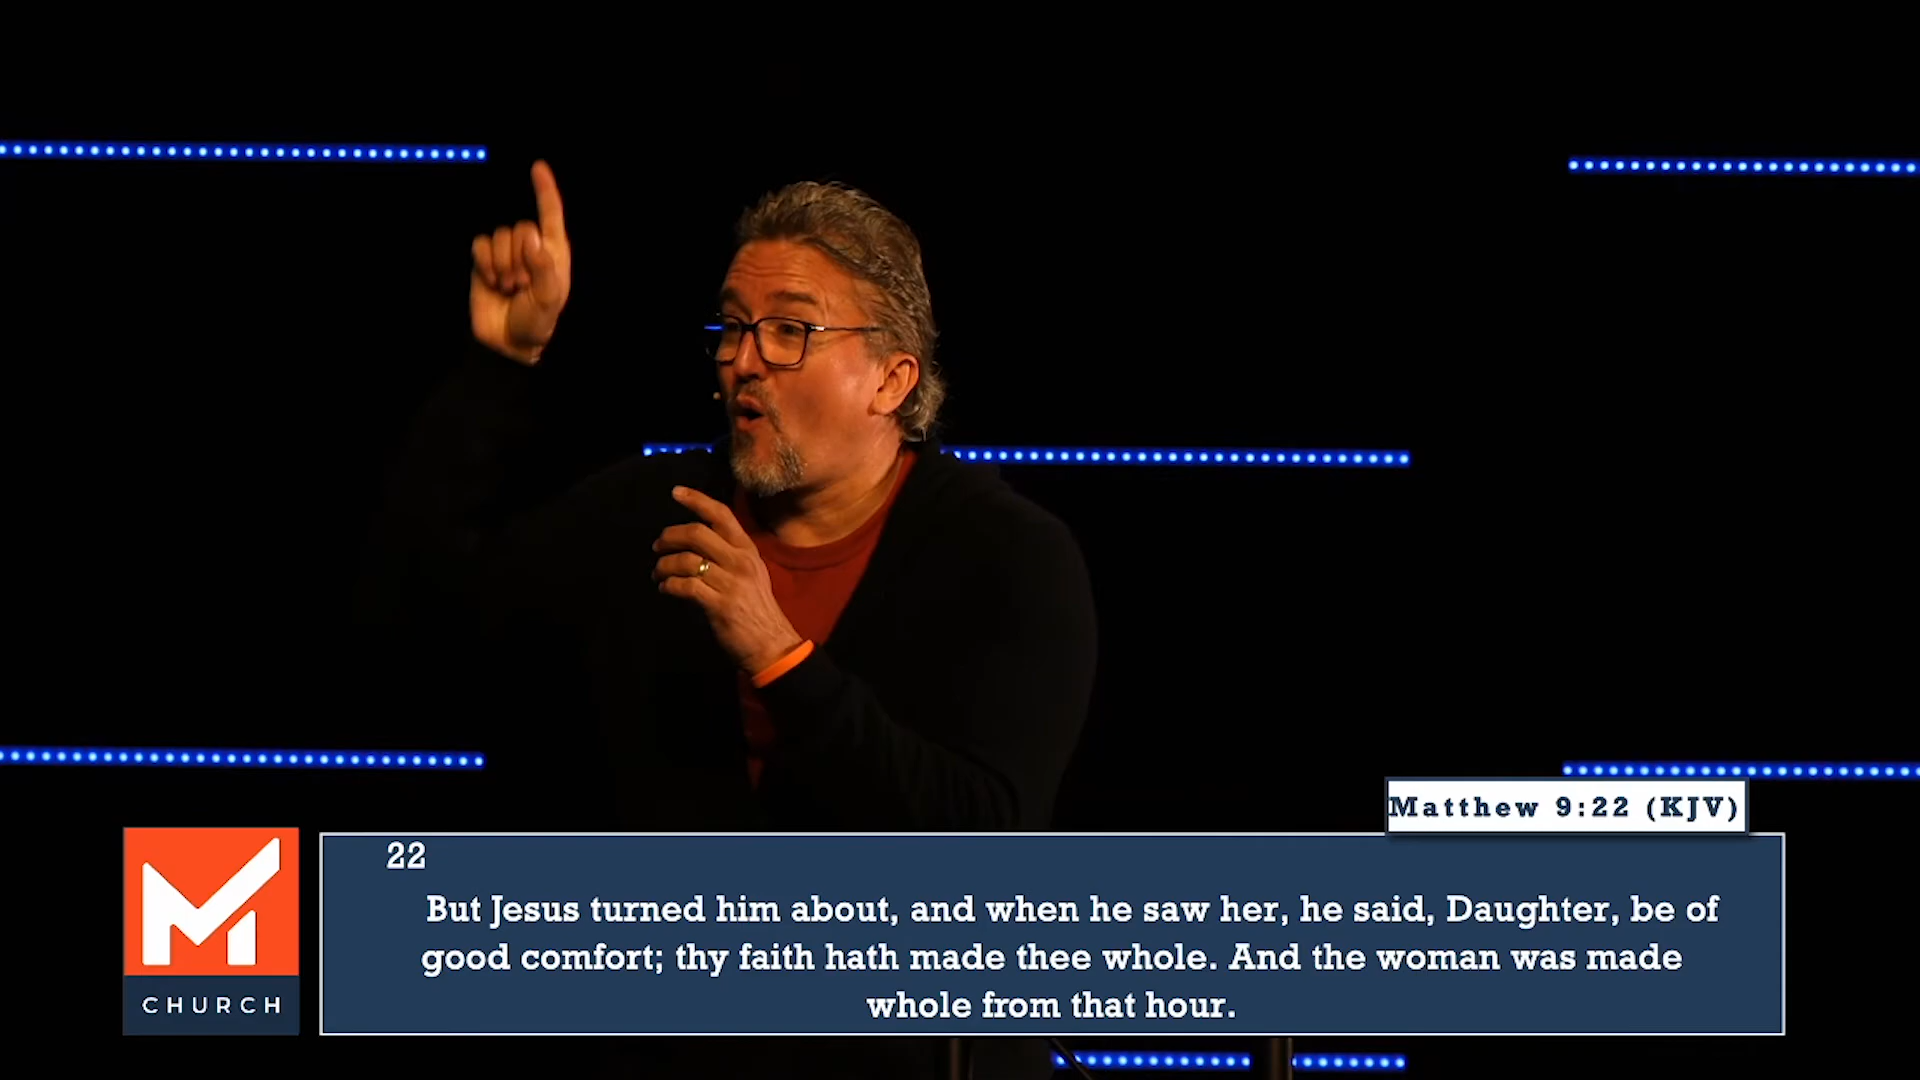 Matthew 9:22 (KJV)
22
But Jesus turned him about, and when he saw her, he said, Daughter, be of
good comfort; thy faith hath made thee whole. And the woman was made
whole from that hour.
M
CHURCH